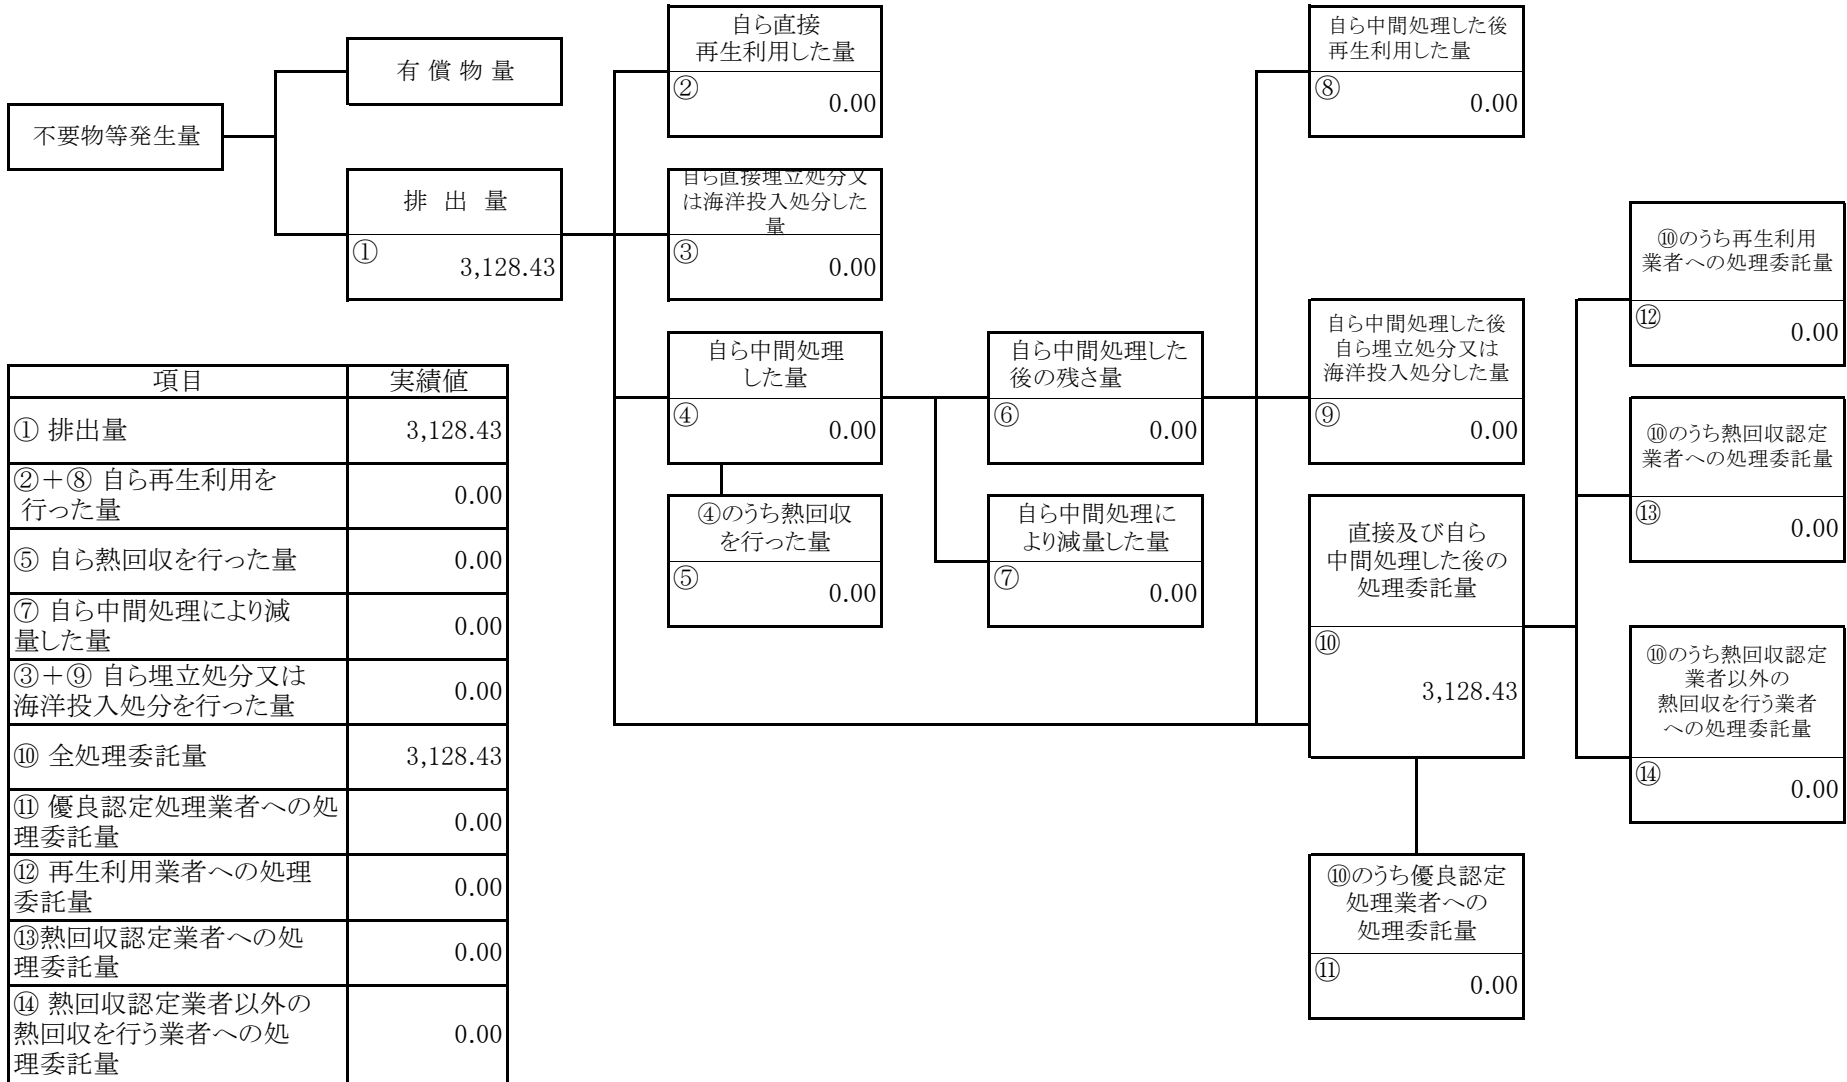 不要物等発生量
有償物量
排出量
①
3,128.43
自ら直接
再生利用した量
②
0.00
自ら直接埋立処分又
は海洋投入処分した
量
③
0.00
自ら中間処理
した量
④
0.00
④のうち熱回収
を行った量
⑤
0.00
自ら中間処理した
後の残さ量
⑥
0.00
自ら中間処理に
より減量した量
⑦
0.00
自ら中間処理した後
再生利用した量
⑧
0.00
自ら中間処理した後
自ら埋立処分又は
海洋投入処分した量
⑨
0.00
直接及び自ら
中間処理した後の
処理委託量
⑩
3,128.43
⑩のうち優良認定
処理業者への
処理委託量
⑪
0.00
⑩のうち再生利用
業者への処理委託量
⑫
0.00
⑩のうち熱回収認定
業者への処理委託量
⑬
0.00
⑩のうち熱回収認定
業者以外の
熱回収を行う業者
への処理委託量
⑭
0.00
項目 実績値
① 排出量 3,128.43
②+⑧ 自ら再生利用を
行った量 0.00
⑤ 自ら熱回収を行った量 0.00
⑦ 自ら中間処理により減
量した量 0.00
③+⑨ 自ら埋立処分又は
海洋投入処分を行った量 0.00
⑩ 全処理委託量 3,128.43
⑪ 優良認定処理業者への処
理委託量 0.00
⑫ 再生利用業者への処理
委託量 0.00
⑬熱回収認定業者への処
理委託量 0.00
⑭ 熱回収認定業者以外の
熱回収を行う業者への処
理委託量 0.00